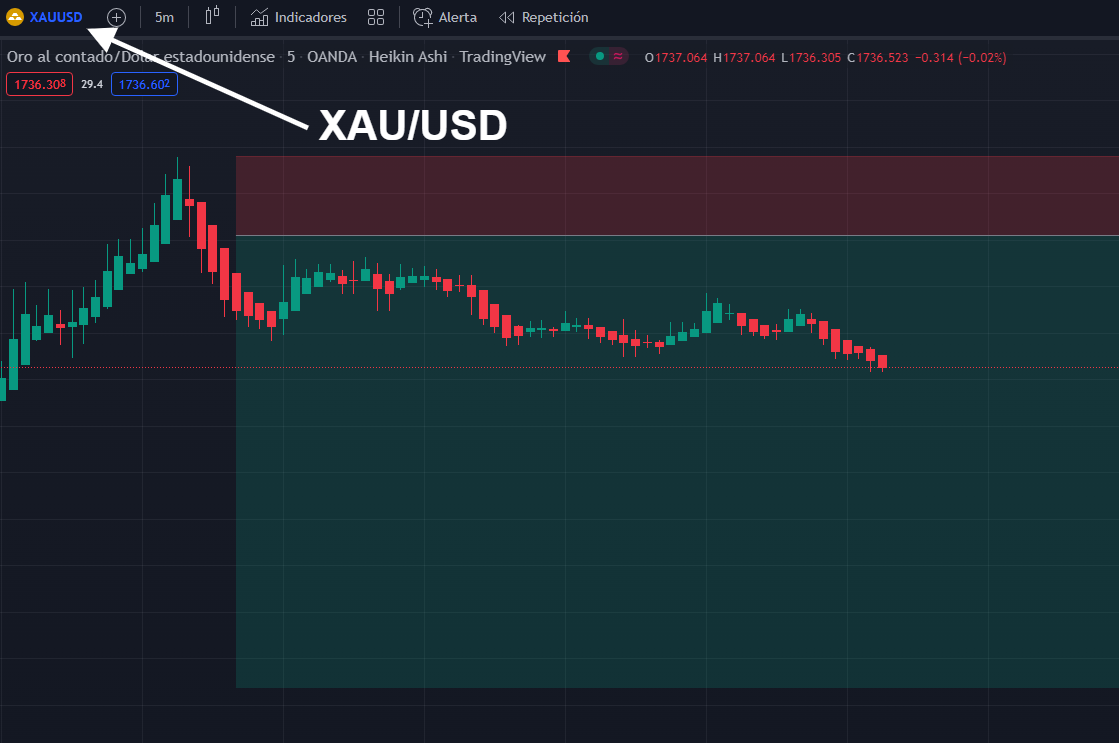 XAUUSD 5m Indicadores Alerta Repetición
Oro al contado/Dólar estadounidense · 5 · OANDA · Heikin Ashi · TradingView O1737.064 H1737.064 L1736.305 C1736.523 −0.314 (−0.02%)
1736.308 29.4 1736.602
XAU/USD